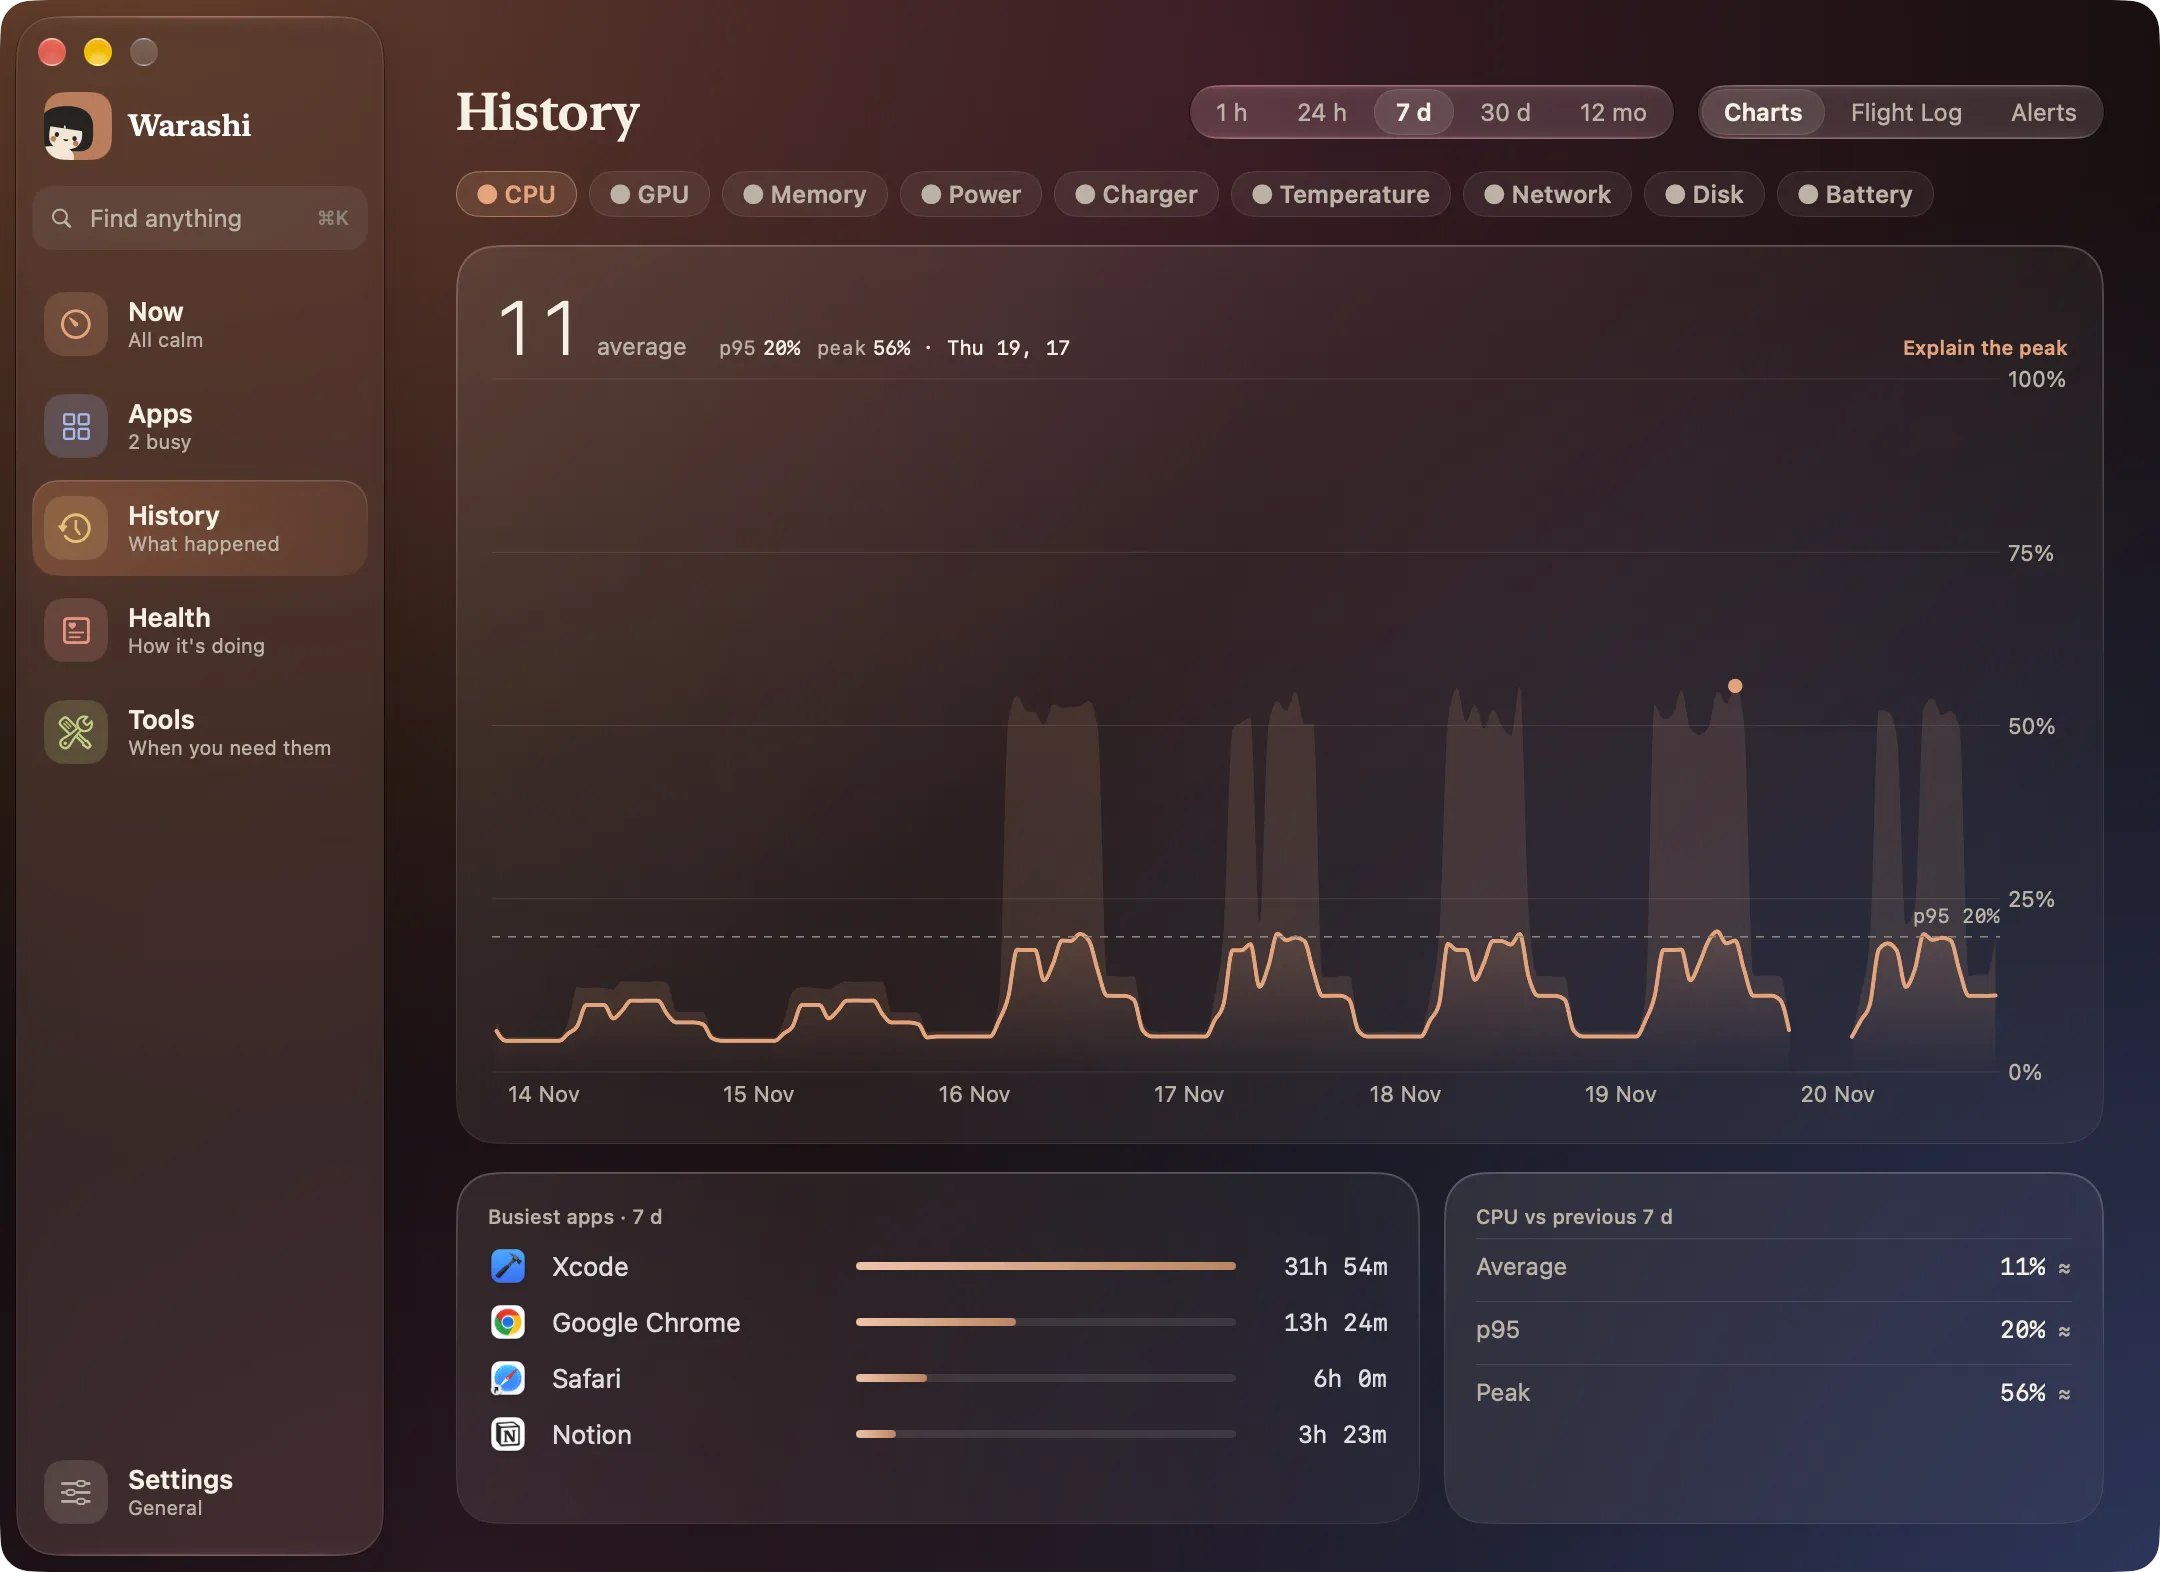 Warashi
Find anything ⌘K
Now
All calm
Apps
2 busy
History
What happened
Health
How it's doing
Tools
When you need them
Settings
General
History
1 h 24 h 7 d 30 d 12 mo
Charts Flight Log Alerts
CPU GPU Memory Power Charger Temperature Network Disk Battery
11 average p95 20% peak 56% · Thu 19, 17
Explain the peak
100%
75%
50%
25%
p95 20%
0%
14 Nov 15 Nov 16 Nov 17 Nov 18 Nov 19 Nov 20 Nov
Busiest apps · 7 d
Xcode 31h 54m
Google Chrome 13h 24m
Safari 6h 0m
Notion 3h 23m
CPU vs previous 7 d
Average 11% ≈
p95 20% ≈
Peak 56% ≈